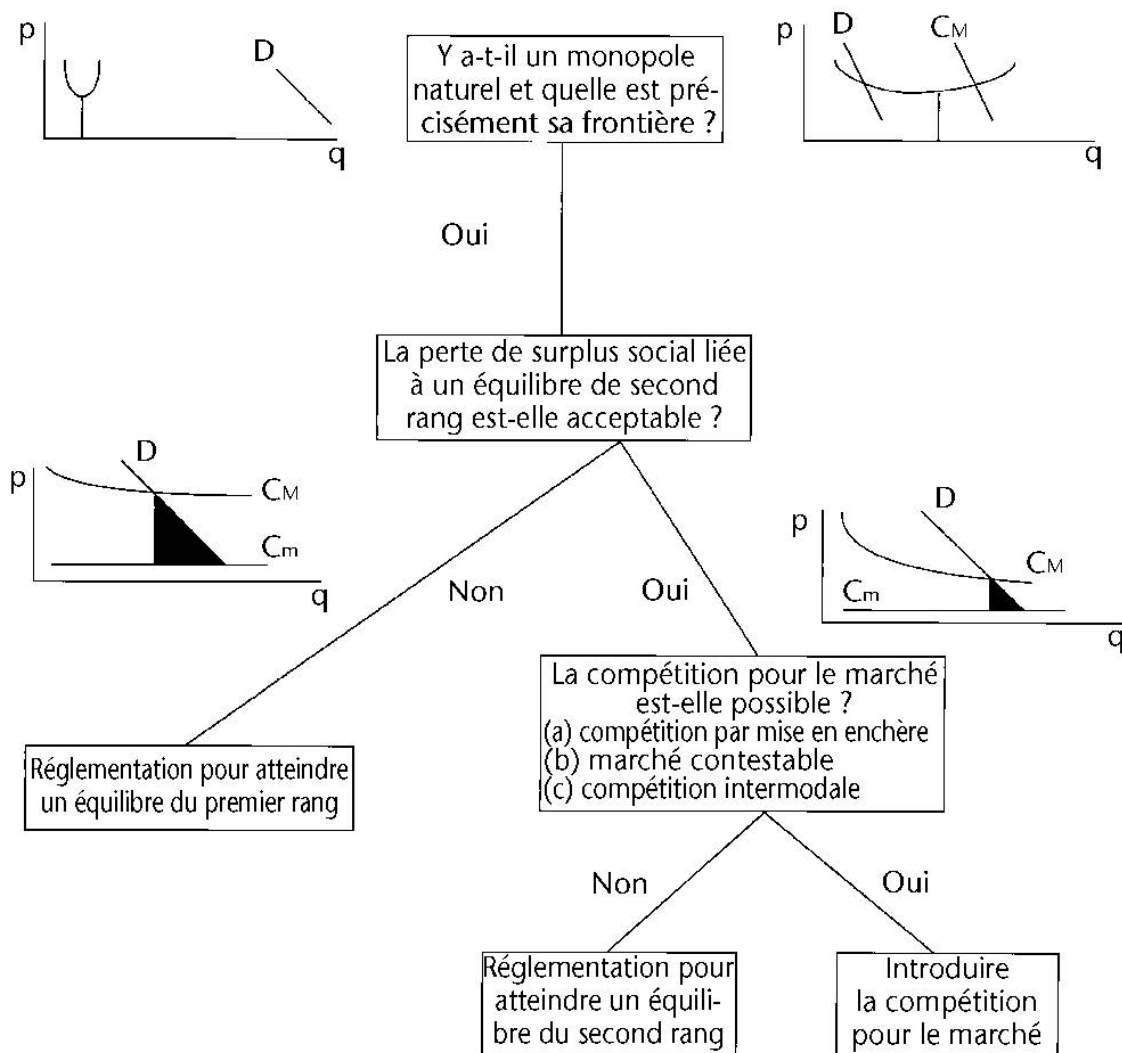 p
D
q
Y a-t-il un monopole
naturel et quelle est pré-
cisément sa frontière ?
p
D
CM
q
Oui
La perte de surplus social liée
à un équilibre de second
rang est-elle acceptable ?
p
D
CM
Cm
q
Non
Oui
p
D
CM
Cm
q
Réglementation pour atteindre
un équilibre du premier rang
La compétition pour le marché
est-elle possible ?
(a) compétition par mise en enchère
(b) marché contestable
(c) compétition intermodale
Non
Oui
Réglementation pour
atteindre un équili-
bre du second rang
Introduire
la compétition
pour le marché